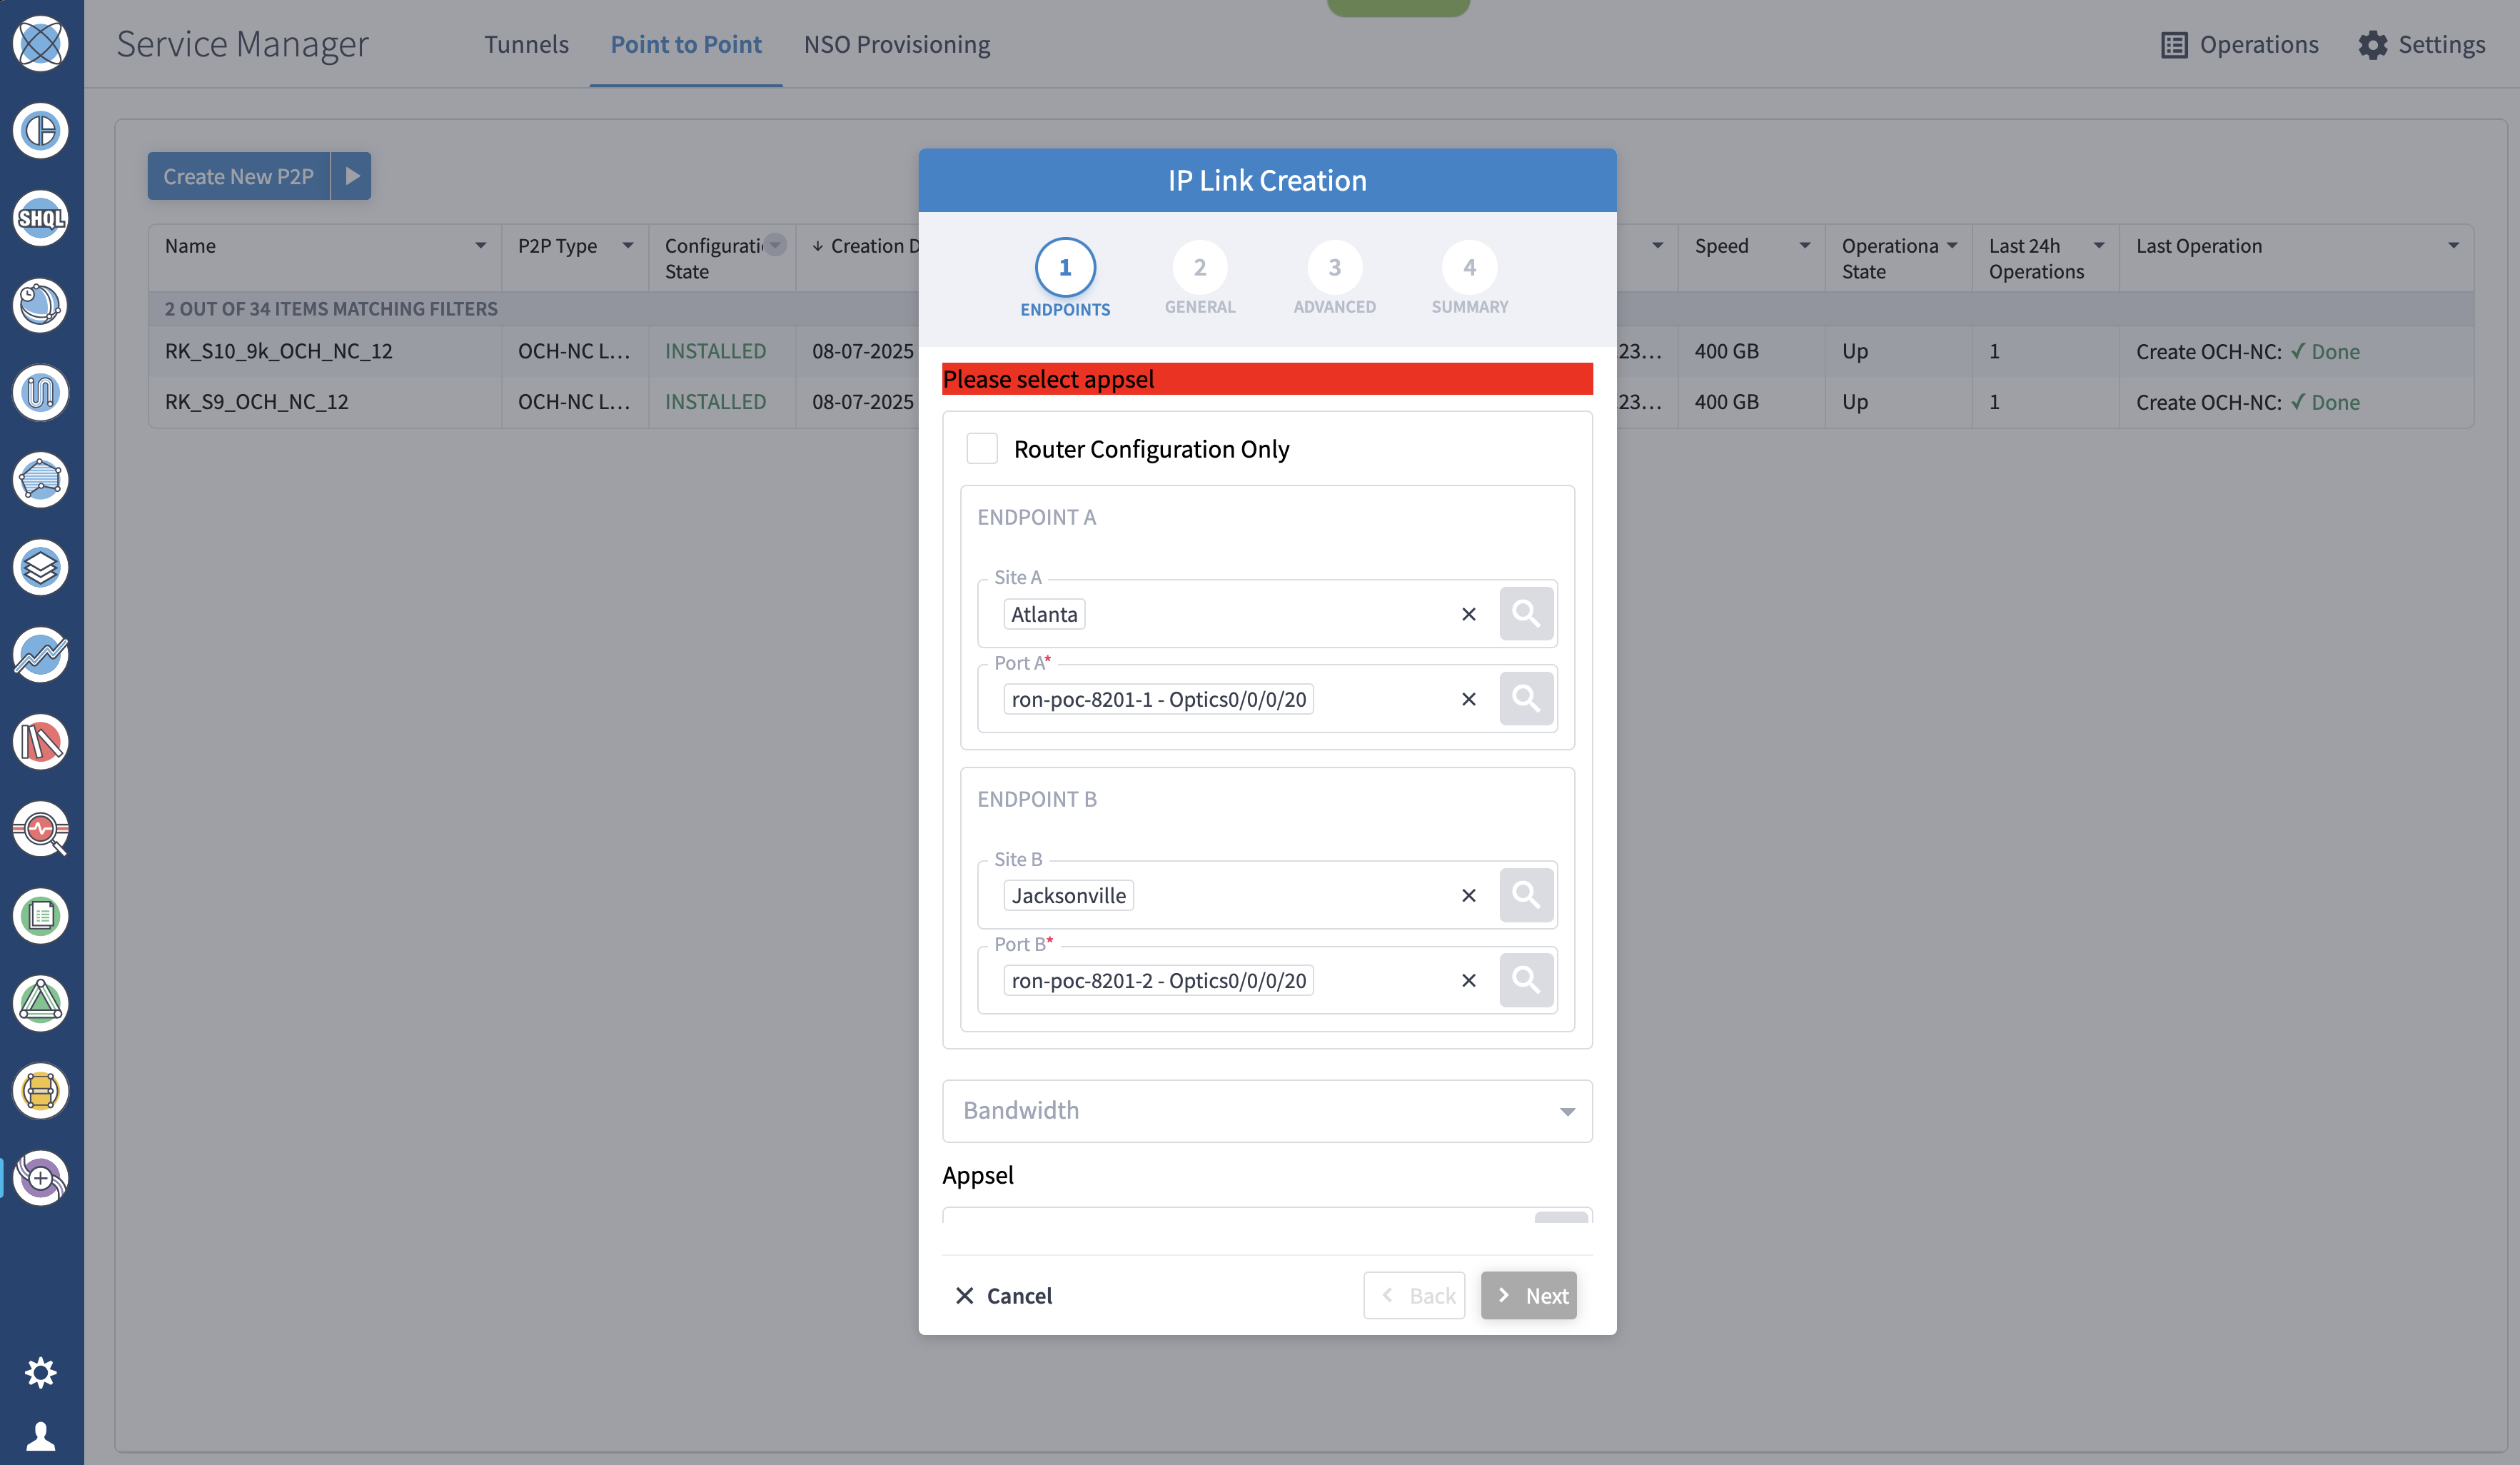 Service Manager
Tunnels
Point to Point
NSO Provisioning
Operations
Settings
SHQL
Create New P2P
Name
P2P Type
Configurati
State
Creation D
Speed
Operationa
State
Last 24h
Operations
Last Operation
2 OUT OF 34 ITEMS MATCHING FILTERS
RK_S10_9k_OCH_NC_12
OCH-NC L...
INSTALLED
08-07-2025
23...
400 GB
Up
1
Create OCH-NC: ✓ Done
RK_S9_OCH_NC_12
OCH-NC L...
INSTALLED
08-07-2025
23...
400 GB
Up
1
Create OCH-NC: ✓ Done
IP Link Creation
1
2
3
4
ENDPOINTS
GENERAL
ADVANCED
SUMMARY
Please select appsel
Router Configuration Only
ENDPOINT A
Site A
Atlanta
Port A*
ron-poc-8201-1 - Optics0/0/0/20
ENDPOINT B
Site B
Jacksonville
Port B*
ron-poc-8201-2 - Optics0/0/0/20
Bandwidth
Appsel
Cancel
Back
Next